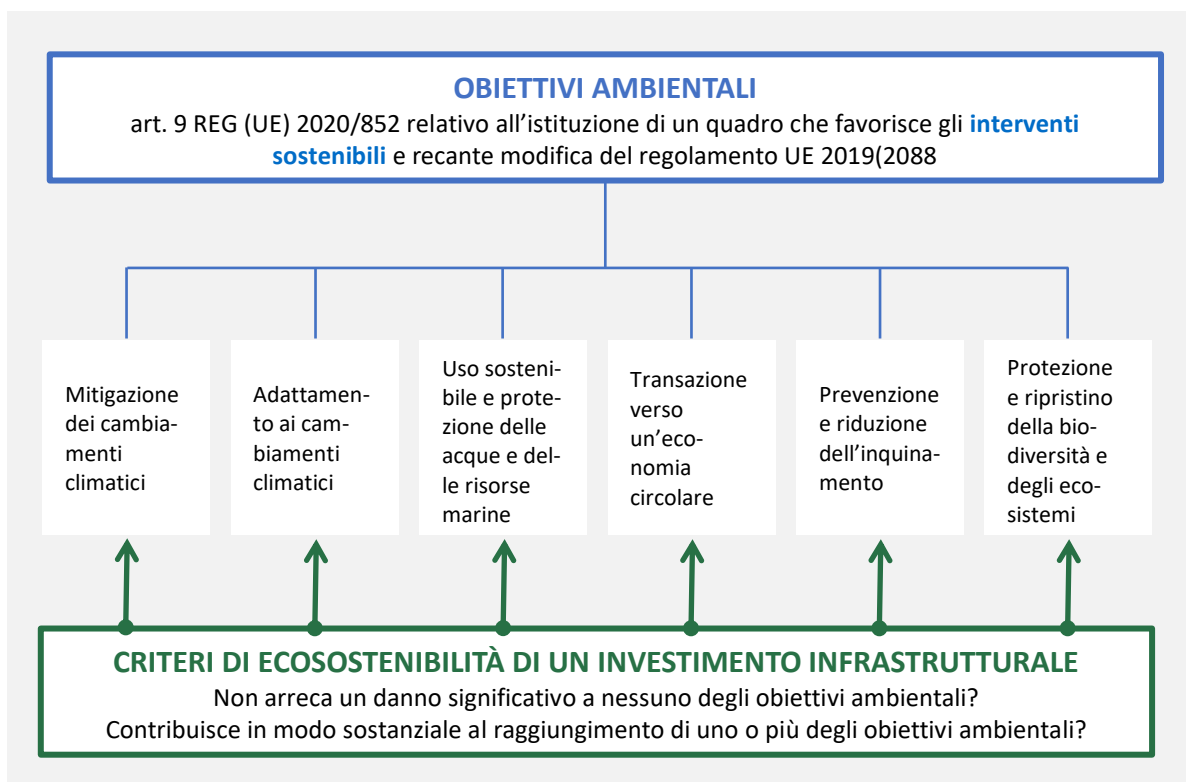 OBIETTIVI AMBIENTALI
art. 9 REG (UE) 2020/852 relativo all’istituzione di un quadro che favorisce gli interventi
sostenibili e recante modifica del regolamento UE 2019(2088
Mitigazione
dei cambia-
menti
climatici
Adattamen-
to ai cam-
biamenti
climatici
Uso sosteni-
bile e prote-
zione delle
acque e del-
le risorse
marine
Transazione
verso
un’eco-
nomia
circolare
Prevenzione
e riduzione
dell’inquina-
mento
Protezione
e ripristino
della bio-
diversità e
degli eco-
sistemi
CRITERI DI ECOSOSTENIBILITÀ DI UN INVESTIMENTO INFRASTRUTTURALE
Non arreca un danno significativo a nessuno degli obiettivi ambientali?
Contribuisce in modo sostanziale al raggiungimento di uno o più degli obiettivi ambientali?